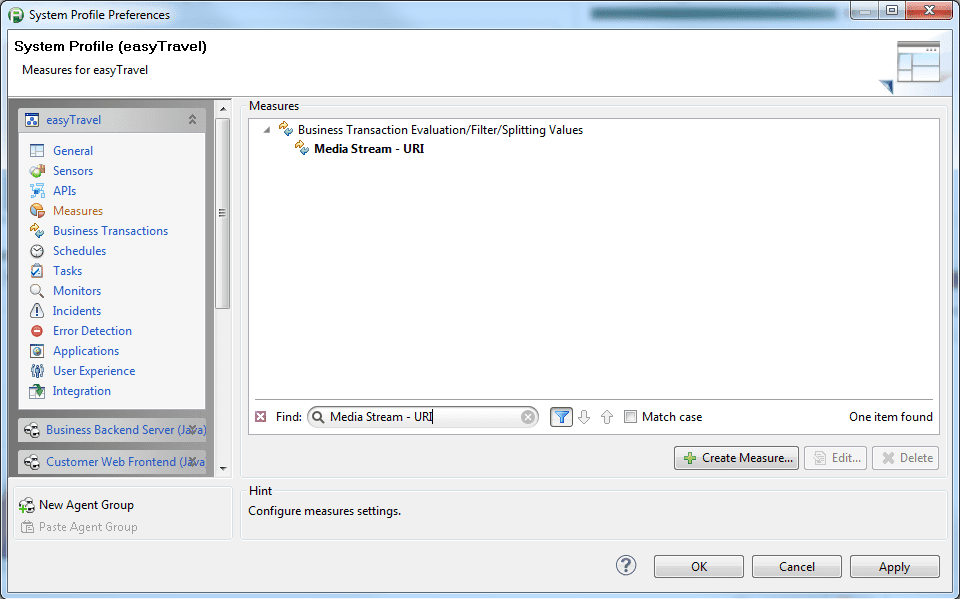 System Profile Preferences
System Profile (easyTravel)
Measures for easyTravel
easyTravel
General
Sensors
APIs
Measures
Business Transactions
Schedules
Tasks
Monitors
Incidents
Error Detection
Applications
User Experience
Integration
Business Backend Server (Java)
Customer Web Frontend (Java
New Agent Group
Paste Agent Group
Measures
Business Transaction Evaluation/Filter/Splitting Values
Media Stream - URI
Find: Media Stream - URI Match case One item found
Create Measure... Edit... Delete
Hint
Configure measures settings.
? OK Cancel Apply